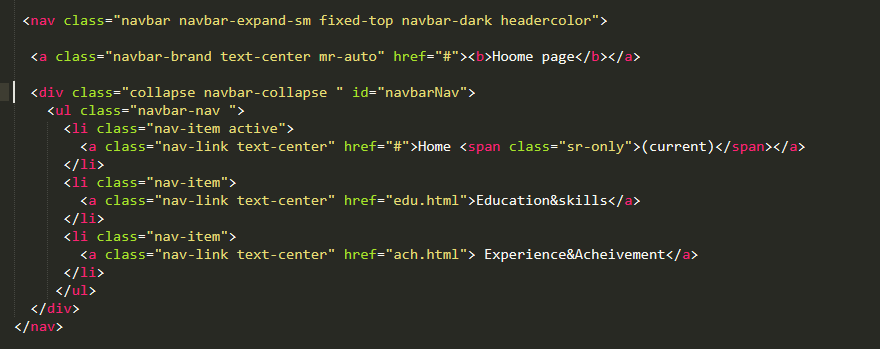 <nav class="navbar navbar-expand-sm fixed-top navbar-dark headercolor">
<a class="navbar-brand text-center mr-auto" href="#"><b>Hoome page</b></a>
<div class="collapse navbar-collapse " id="navbarNav">
<ul class="navbar-nav ">
<li class="nav-item active">
<a class="nav-link text-center" href="#">Home <span class="sr-only">(current)</span></a>
</li>
<li class="nav-item">
<a class="nav-link text-center" href="edu.html">Education&skills</a>
</li>
<li class="nav-item">
<a class="nav-link text-center" href="ach.html"> Experience&Acheivement</a>
</li>
</ul>
</div>
</nav>